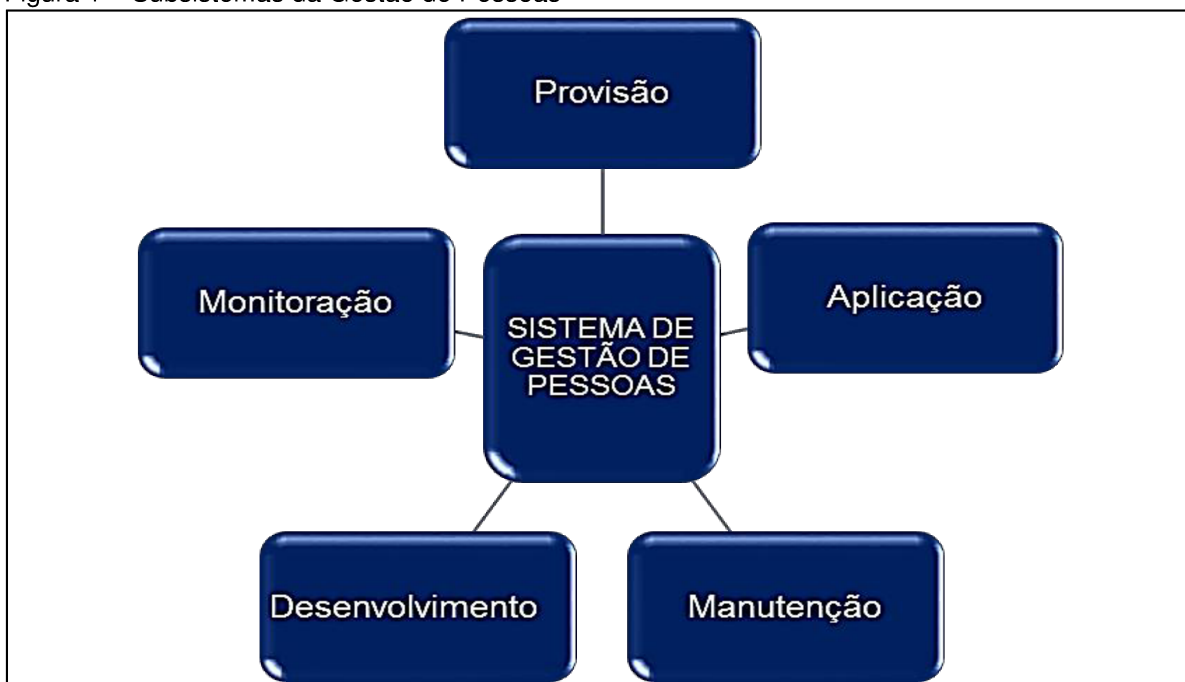 Provisão
Monitoração
Aplicação
SISTEMA DE
GESTÃO DE
PESSOAS
Desenvolvimento
Manutenção